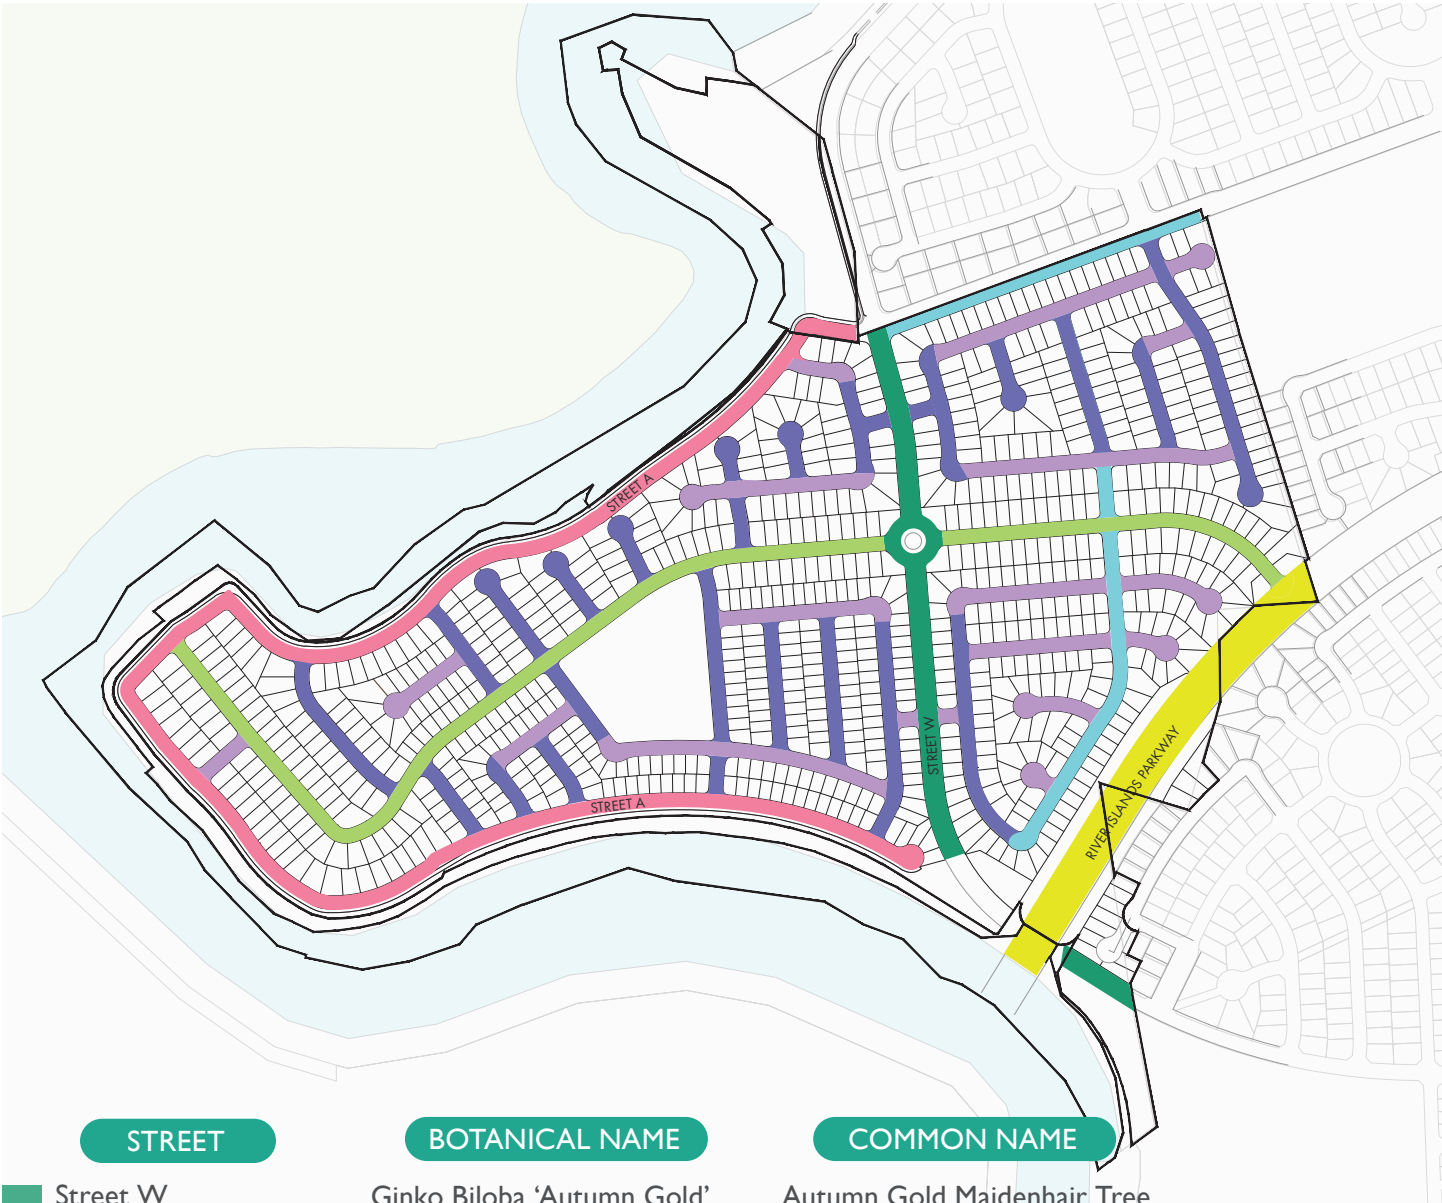 STREET A
STREET W
STREET A
RIVER ISLANDS PARKWAY
STREET
BOTANICAL NAME
COMMON NAME
Street W
Ginko Biloba ‘Autumn Gold’
Autumn Gold Maidenhair Tree